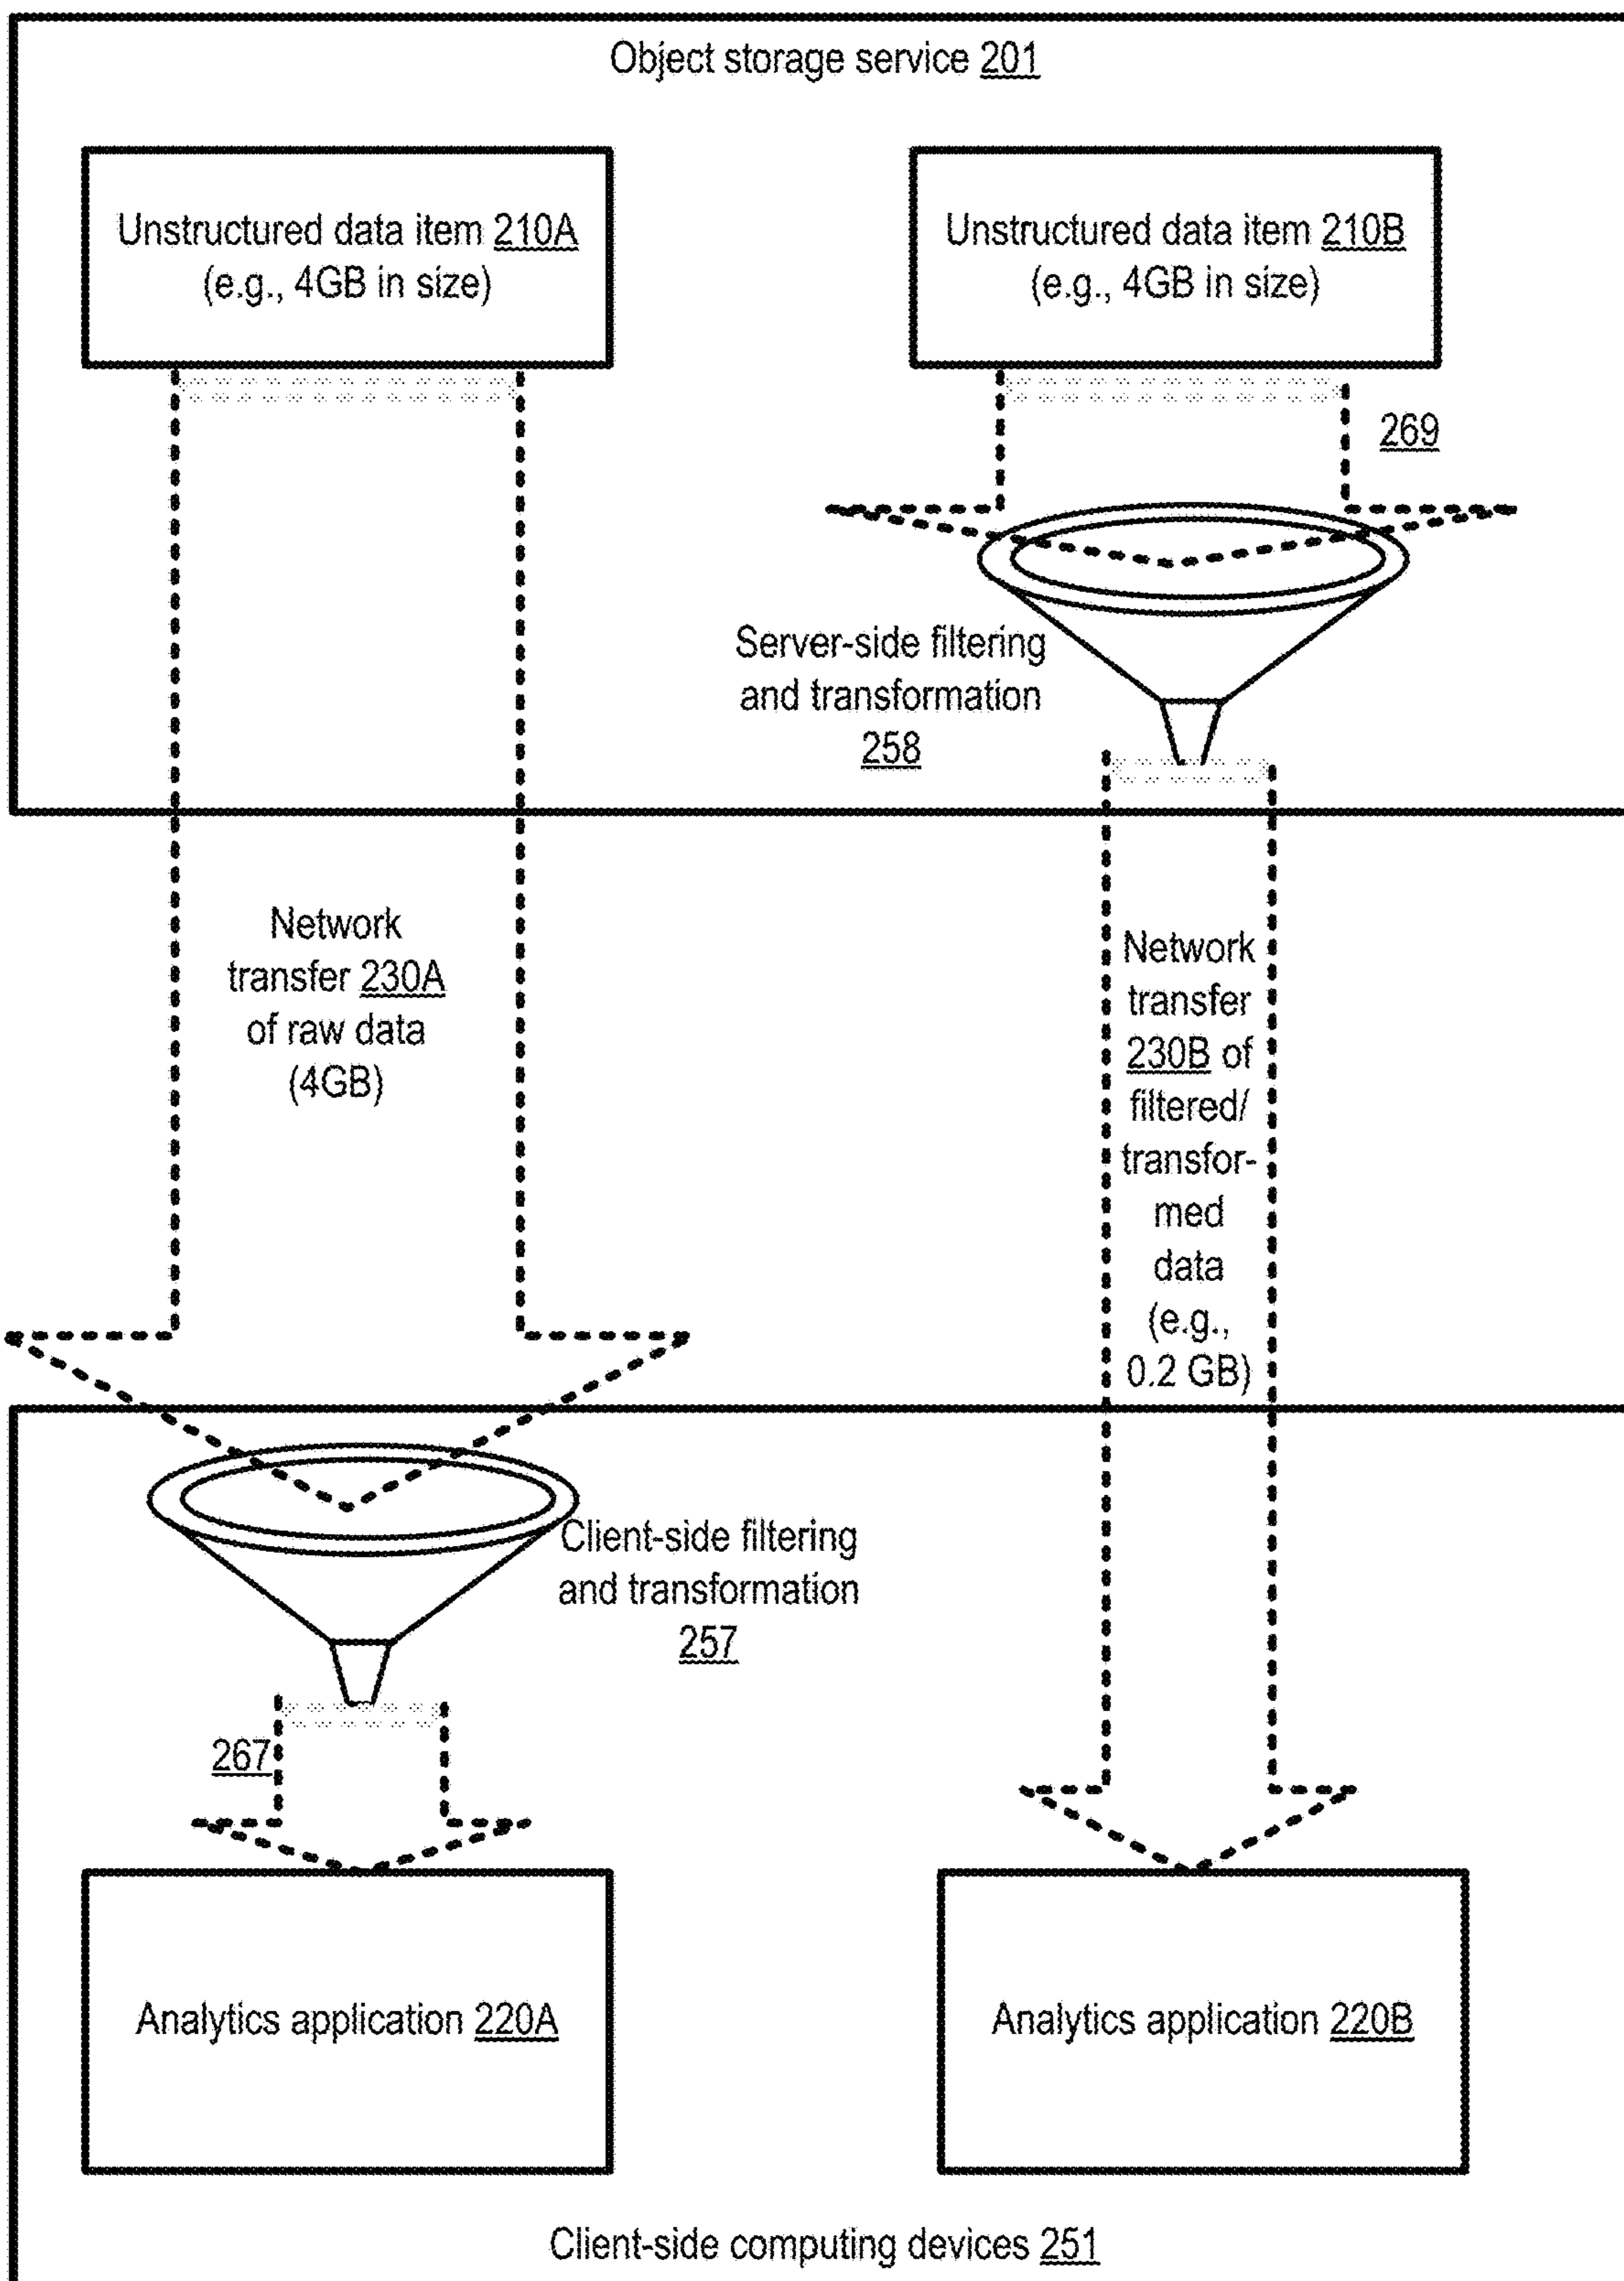 Object storage service 201
Unstructured data item 210A
(e.g., 4GB in size)
Unstructured data item 210B
(e.g., 4GB in size)
269
Server-side filtering
and transformation
258
Network
transfer 230A
of raw data
(4GB)
Network
transfer
230B of
filtered/
transfor-
med
data
(e.g.,
0.2 GB)
Client-side filtering
and transformation
257
267
Analytics application 220A
Analytics application 220B
Client-side computing devices 251